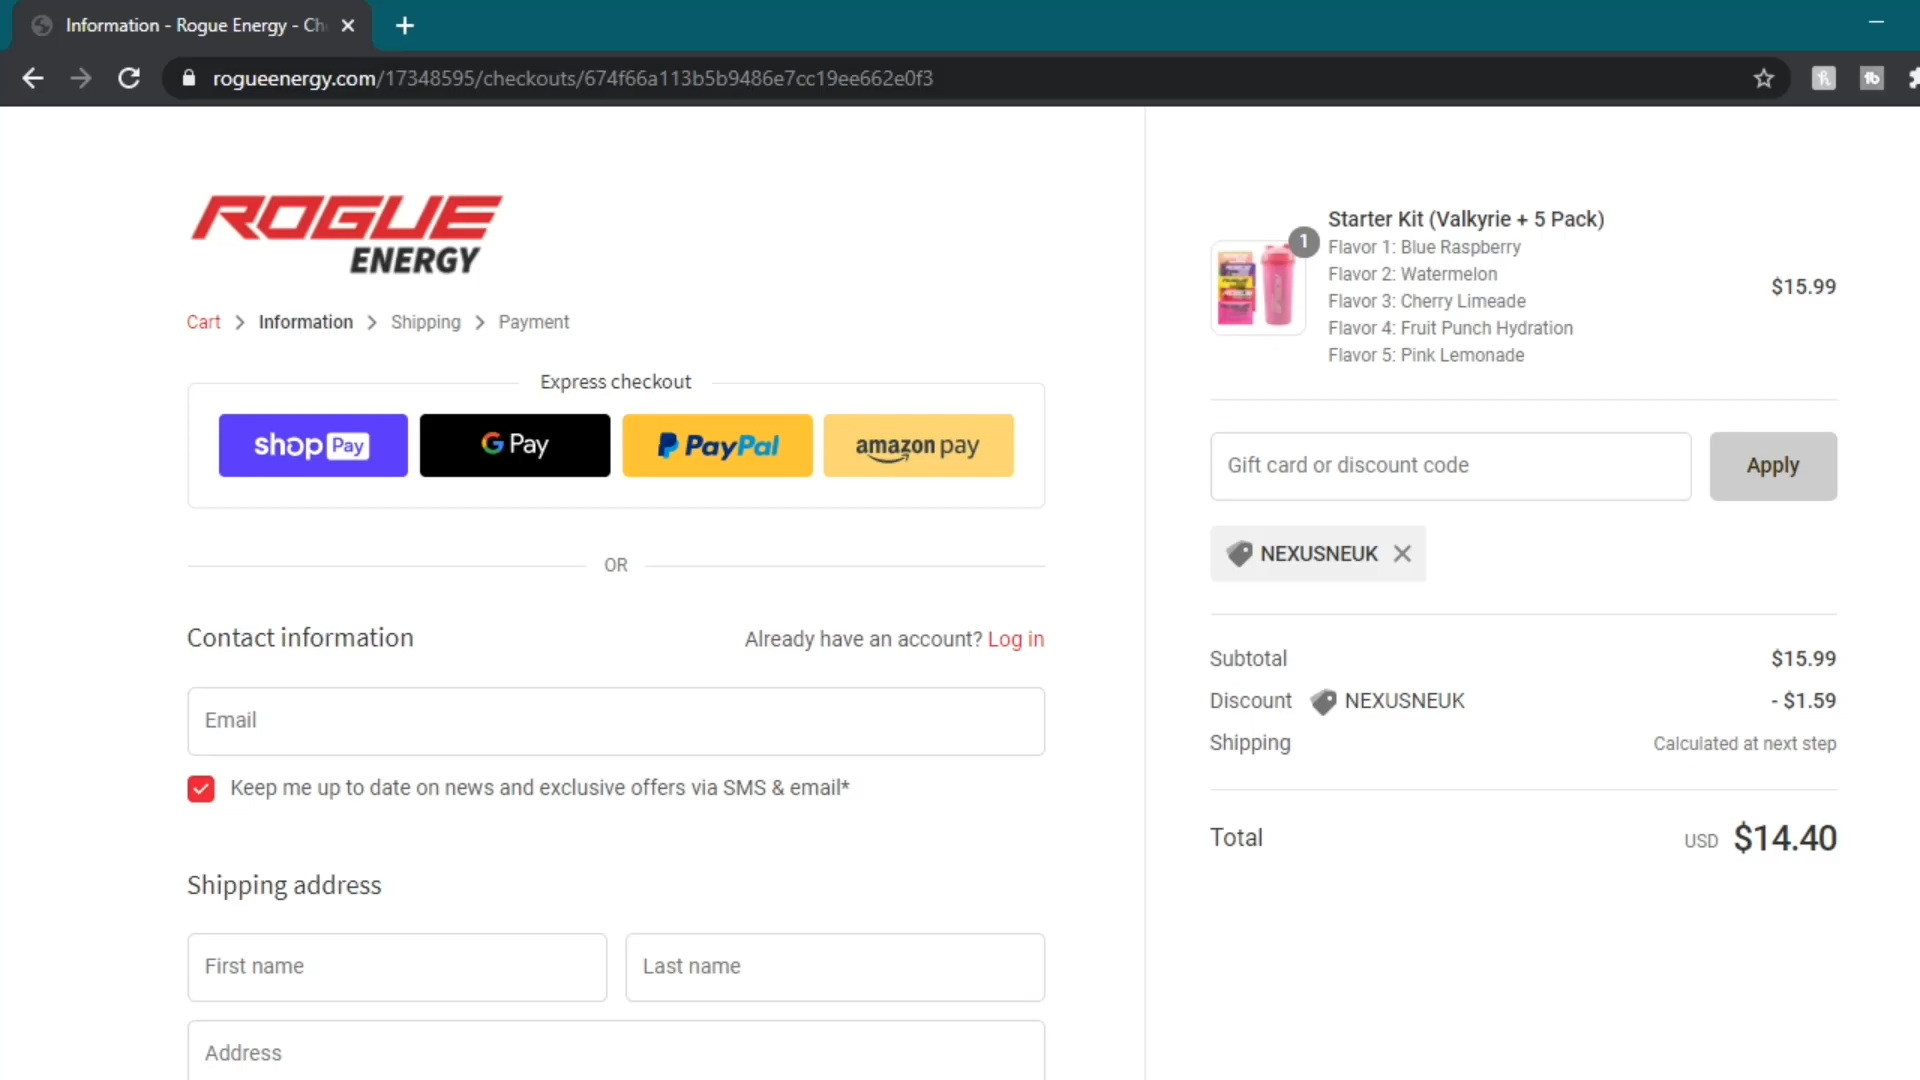 Information - Rogue Energy - Ch
rogueenergy.com/17348595/checkouts/674f66a113b5b9486e7cc19ee662e0f3
ROGUE
ENERGY
Cart > Information > Shipping > Payment
Express checkout
shop Pay
G Pay
PayPal
amazon pay
OR
Contact information
Already have an account? Log in
Email
Keep me up to date on news and exclusive offers via SMS & email*
Shipping address
First name
Last name
Address
1
Starter Kit (Valkyrie + 5 Pack)
Flavor 1: Blue Raspberry
Flavor 2: Watermelon
Flavor 3: Cherry Limeade
Flavor 4: Fruit Punch Hydration
Flavor 5: Pink Lemonade
$15.99
Gift card or discount code
Apply
NEXUSNEUK
Subtotal $15.99
Discount NEXUSNEUK - $1.59
Shipping Calculated at next step
Total USD $14.40